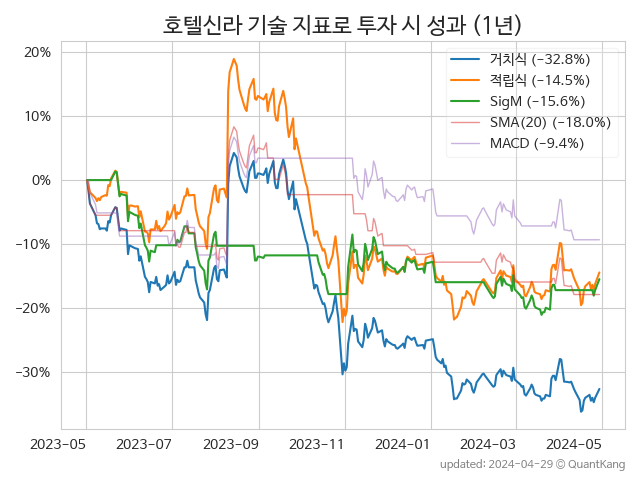 호텔신라 기술 지표로 투자 시 성과 (1년)
20%
10%
0%
−10%
−20%
−30%
거치식 (−32.8%)
적립식 (−14.5%)
SigM (−15.6%)
SMA(20) (−18.0%)
MACD (−9.4%)
2023-05
2023-07
2023-09
2023-11
2024-01
2024-03
2024-05
updated: 2024-04-29 ⓒ QuantKang